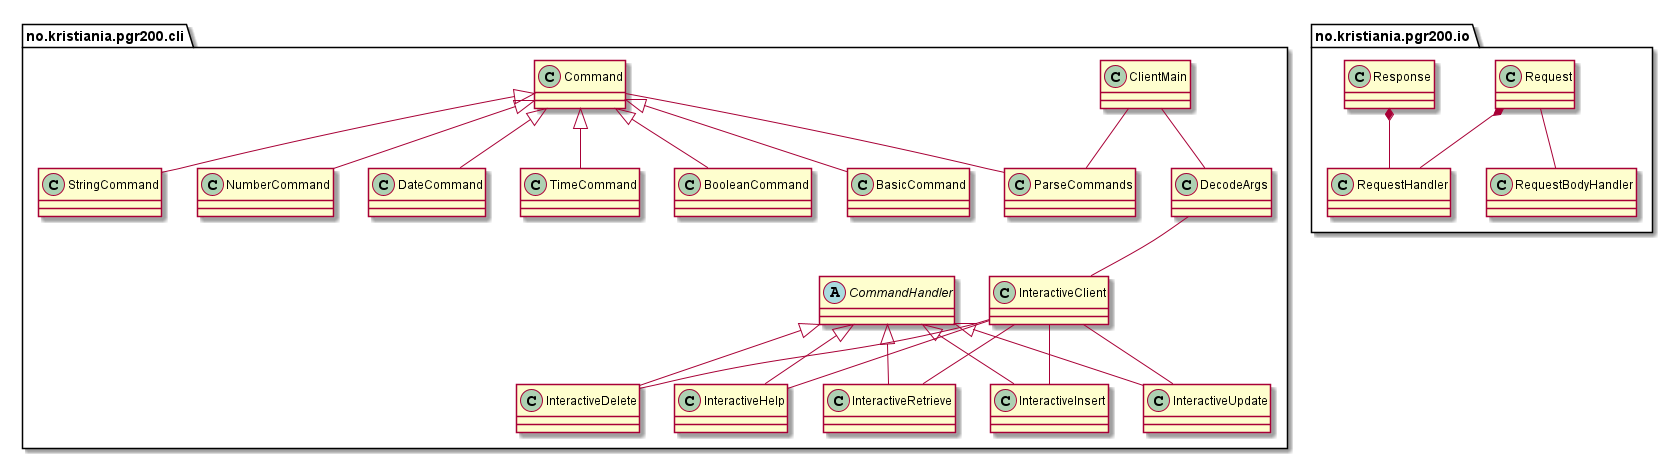 no.kristiania.pgr200.cli
no.kristiania.pgr200.io
C Command
C ClientMain
C Response
C Request
C StringCommand
C NumberCommand
C DateCommand
C TimeCommand
C BooleanCommand
C BasicCommand
C ParseCommands
C DecodeArgs
C RequestHandler
C RequestBodyHandler
A CommandHandler
C InteractiveClient
C InteractiveDelete
C InteractiveHelp
C InteractiveRetrieve
C InteractiveInsert
C InteractiveUpdate